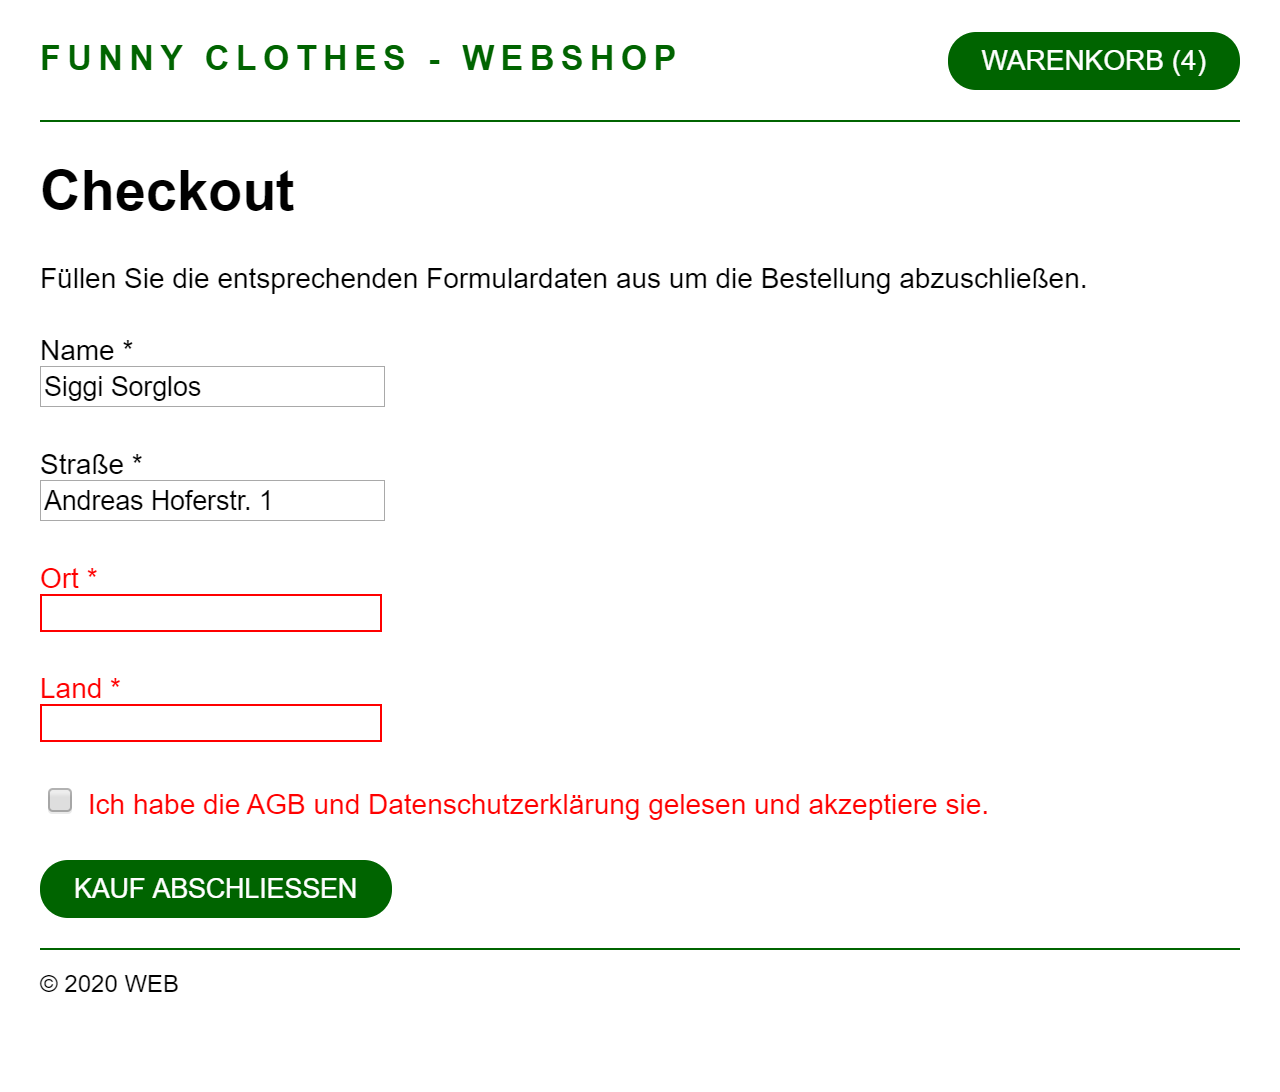 FUNNY CLOTHES - WEBSHOP
WARENKORB (4)
Checkout
Füllen Sie die entsprechenden Formulardaten aus um die Bestellung abzuschließen.
Name *
Siggi Sorglos
Straße *
Andreas Hoferstr. 1
Ort *
Land *
Ich habe die AGB und Datenschutzerklärung gelesen und akzeptiere sie.
KAUF ABSCHLIESSEN
© 2020 WEB